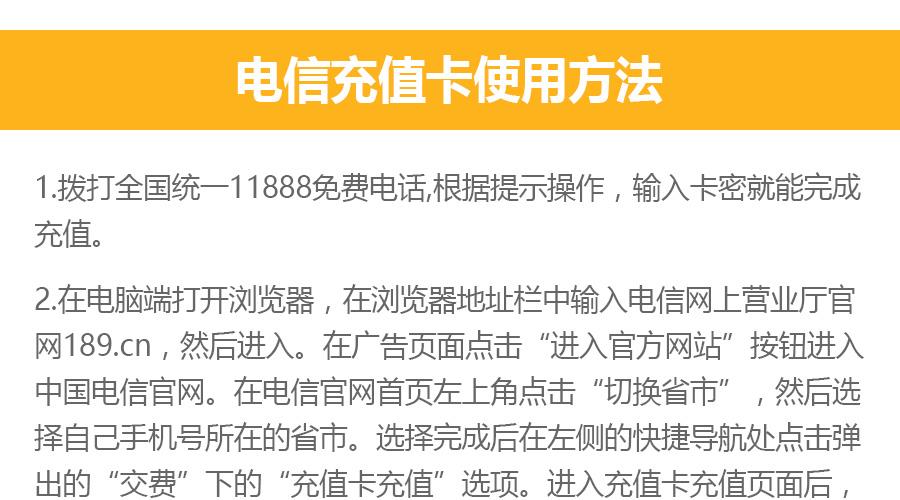 电信充值卡使用方法
1.拨打全国统一11888免费电话,根据提示操作，输入卡密就能完成
充值。
2.在电脑端打开浏览器，在浏览器地址栏中输入电信网上营业厅官
网189.cn，然后进入。在广告页面点击“进入官方网站”按钮进入
中国电信官网。在电信官网首页左上角点击“切换省市”，然后选
择自己手机号所在的省市。选择完成后在左侧的快捷导航处点击弹
出的“交费”下的“充值卡充值”选项。进入充值卡充值页面后，